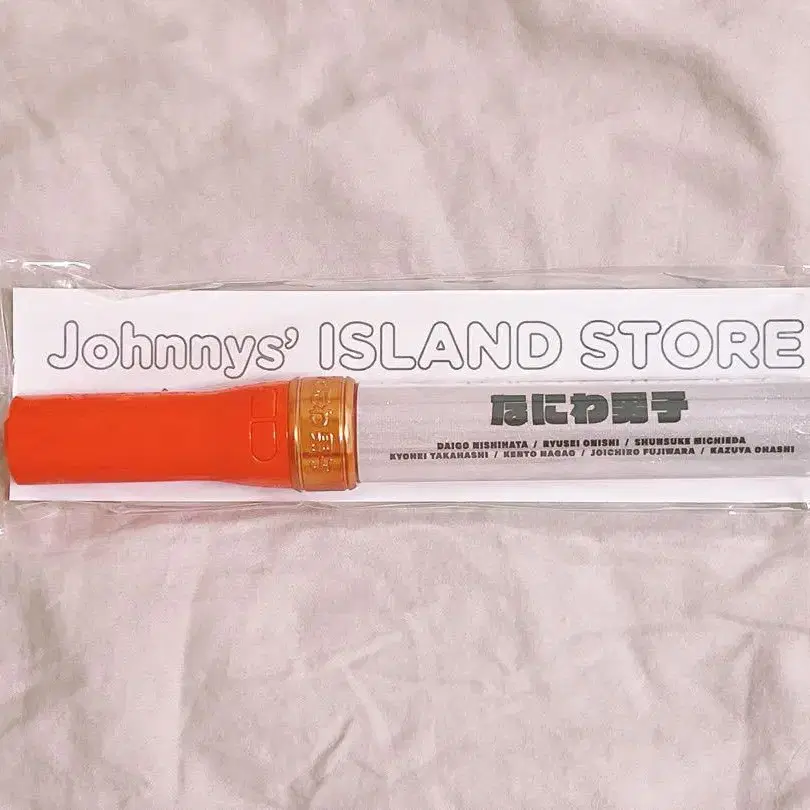 Johnnys' ISLAND STORE
なにわ男子
DAIGO NISHIHATA / RYUSEI ONISHI / SHUNSUKE MICHIEDA
KYOHEI TAKAHASHI / KENTO NAGAO / JOICHIRO FUJIWARA / KAZUYA OHASHI